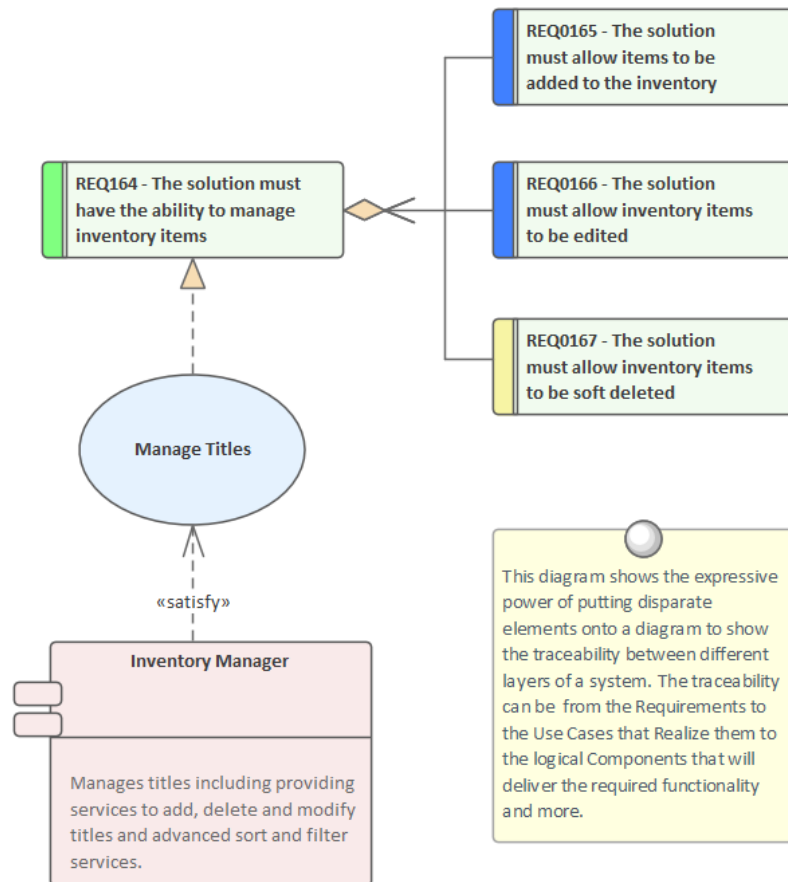 REQ0165 - The solution
must allow items to be
added to the inventory
REQ164 - The solution must
have the ability to manage
inventory items
REQ0166 - The solution
must allow inventory items
to be edited
REQ0167 - The solution
must allow inventory items
to be soft deleted
Manage Titles
«satisfy»
Inventory Manager
Manages titles including providing
services to add, delete and modify
titles and advanced sort and filter
services.
This diagram shows the expressive
power of putting disparate
elements onto a diagram to show
the traceability between different
layers of a system. The traceability
can be from the Requirements to
the Use Cases that Realize them to
the logical Components that will
deliver the required functionality
and more.